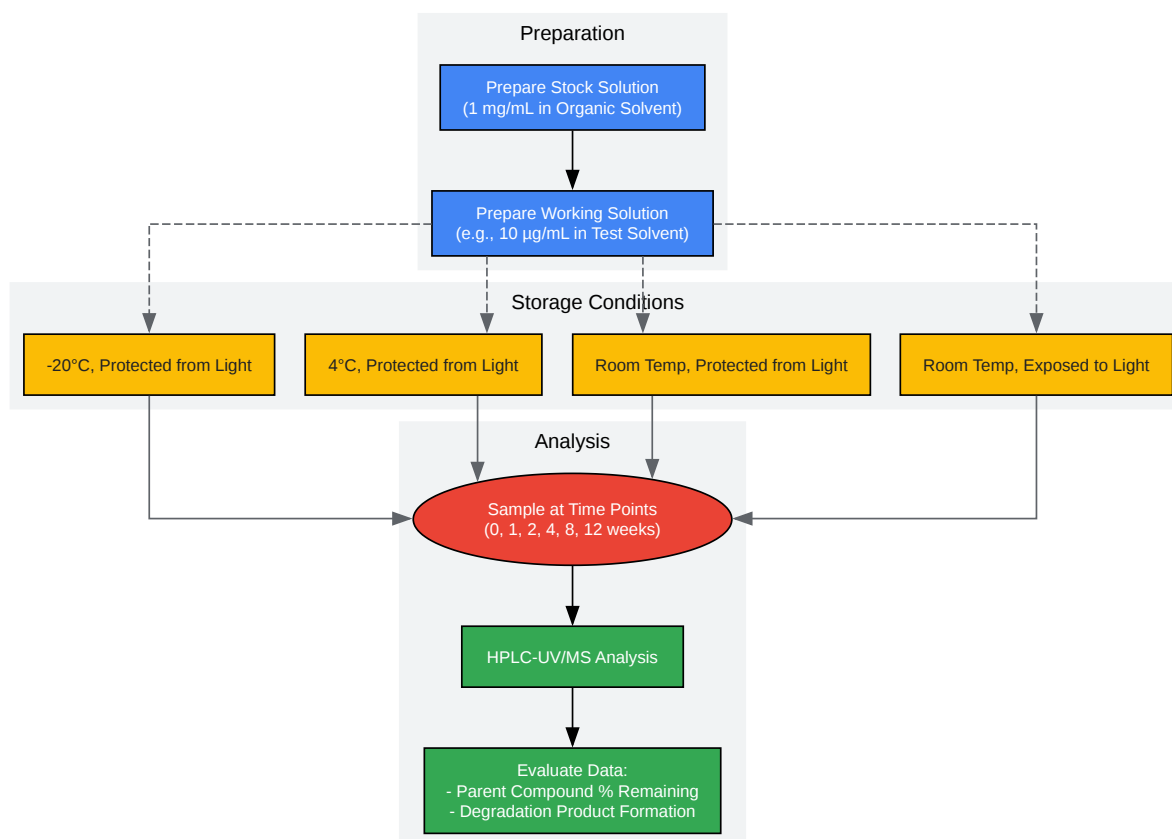 Preparation
Prepare Stock Solution
(1 mg/mL in Organic Solvent)
Prepare Working Solution
(e.g., 10 µg/mL in Test Solvent)
Storage Conditions
-20°C, Protected from Light
4°C, Protected from Light
Room Temp, Protected from Light
Room Temp, Exposed to Light
Analysis
Sample at Time Points
(0, 1, 2, 4, 8, 12 weeks)
HPLC-UV/MS Analysis
Evaluate Data:
- Parent Compound % Remaining
- Degradation Product Formation